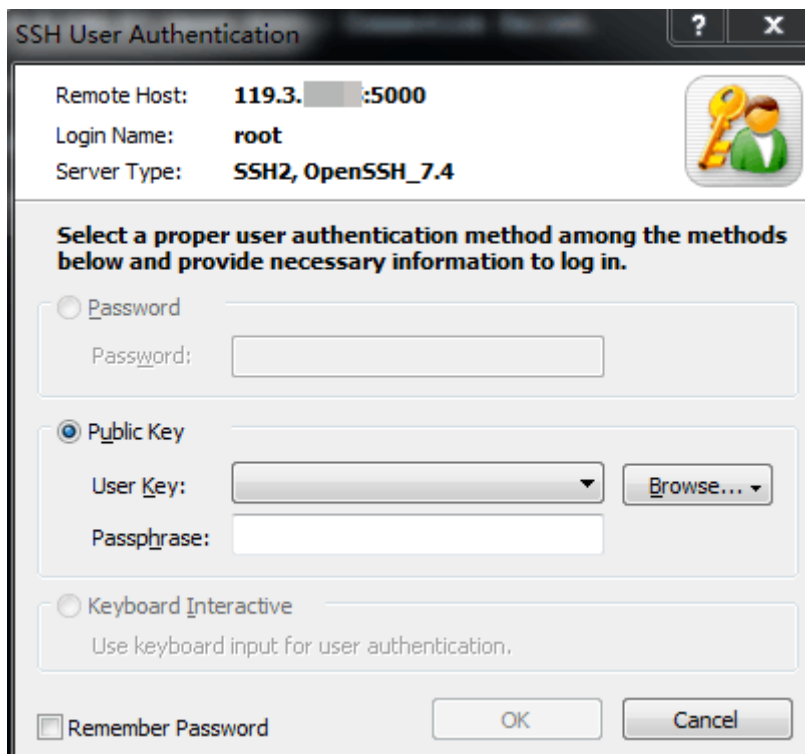 SSH User Authentication
? X
Remote Host: 119.3. :5000
Login Name: root
Server Type: SSH2, OpenSSH_7.4
Select a proper user authentication method among the methods
below and provide necessary information to log in.
Password
Password:
Public Key
User Key: Browse...
Passphrase:
Keyboard Interactive
Use keyboard input for user authentication.
Remember Password OK Cancel